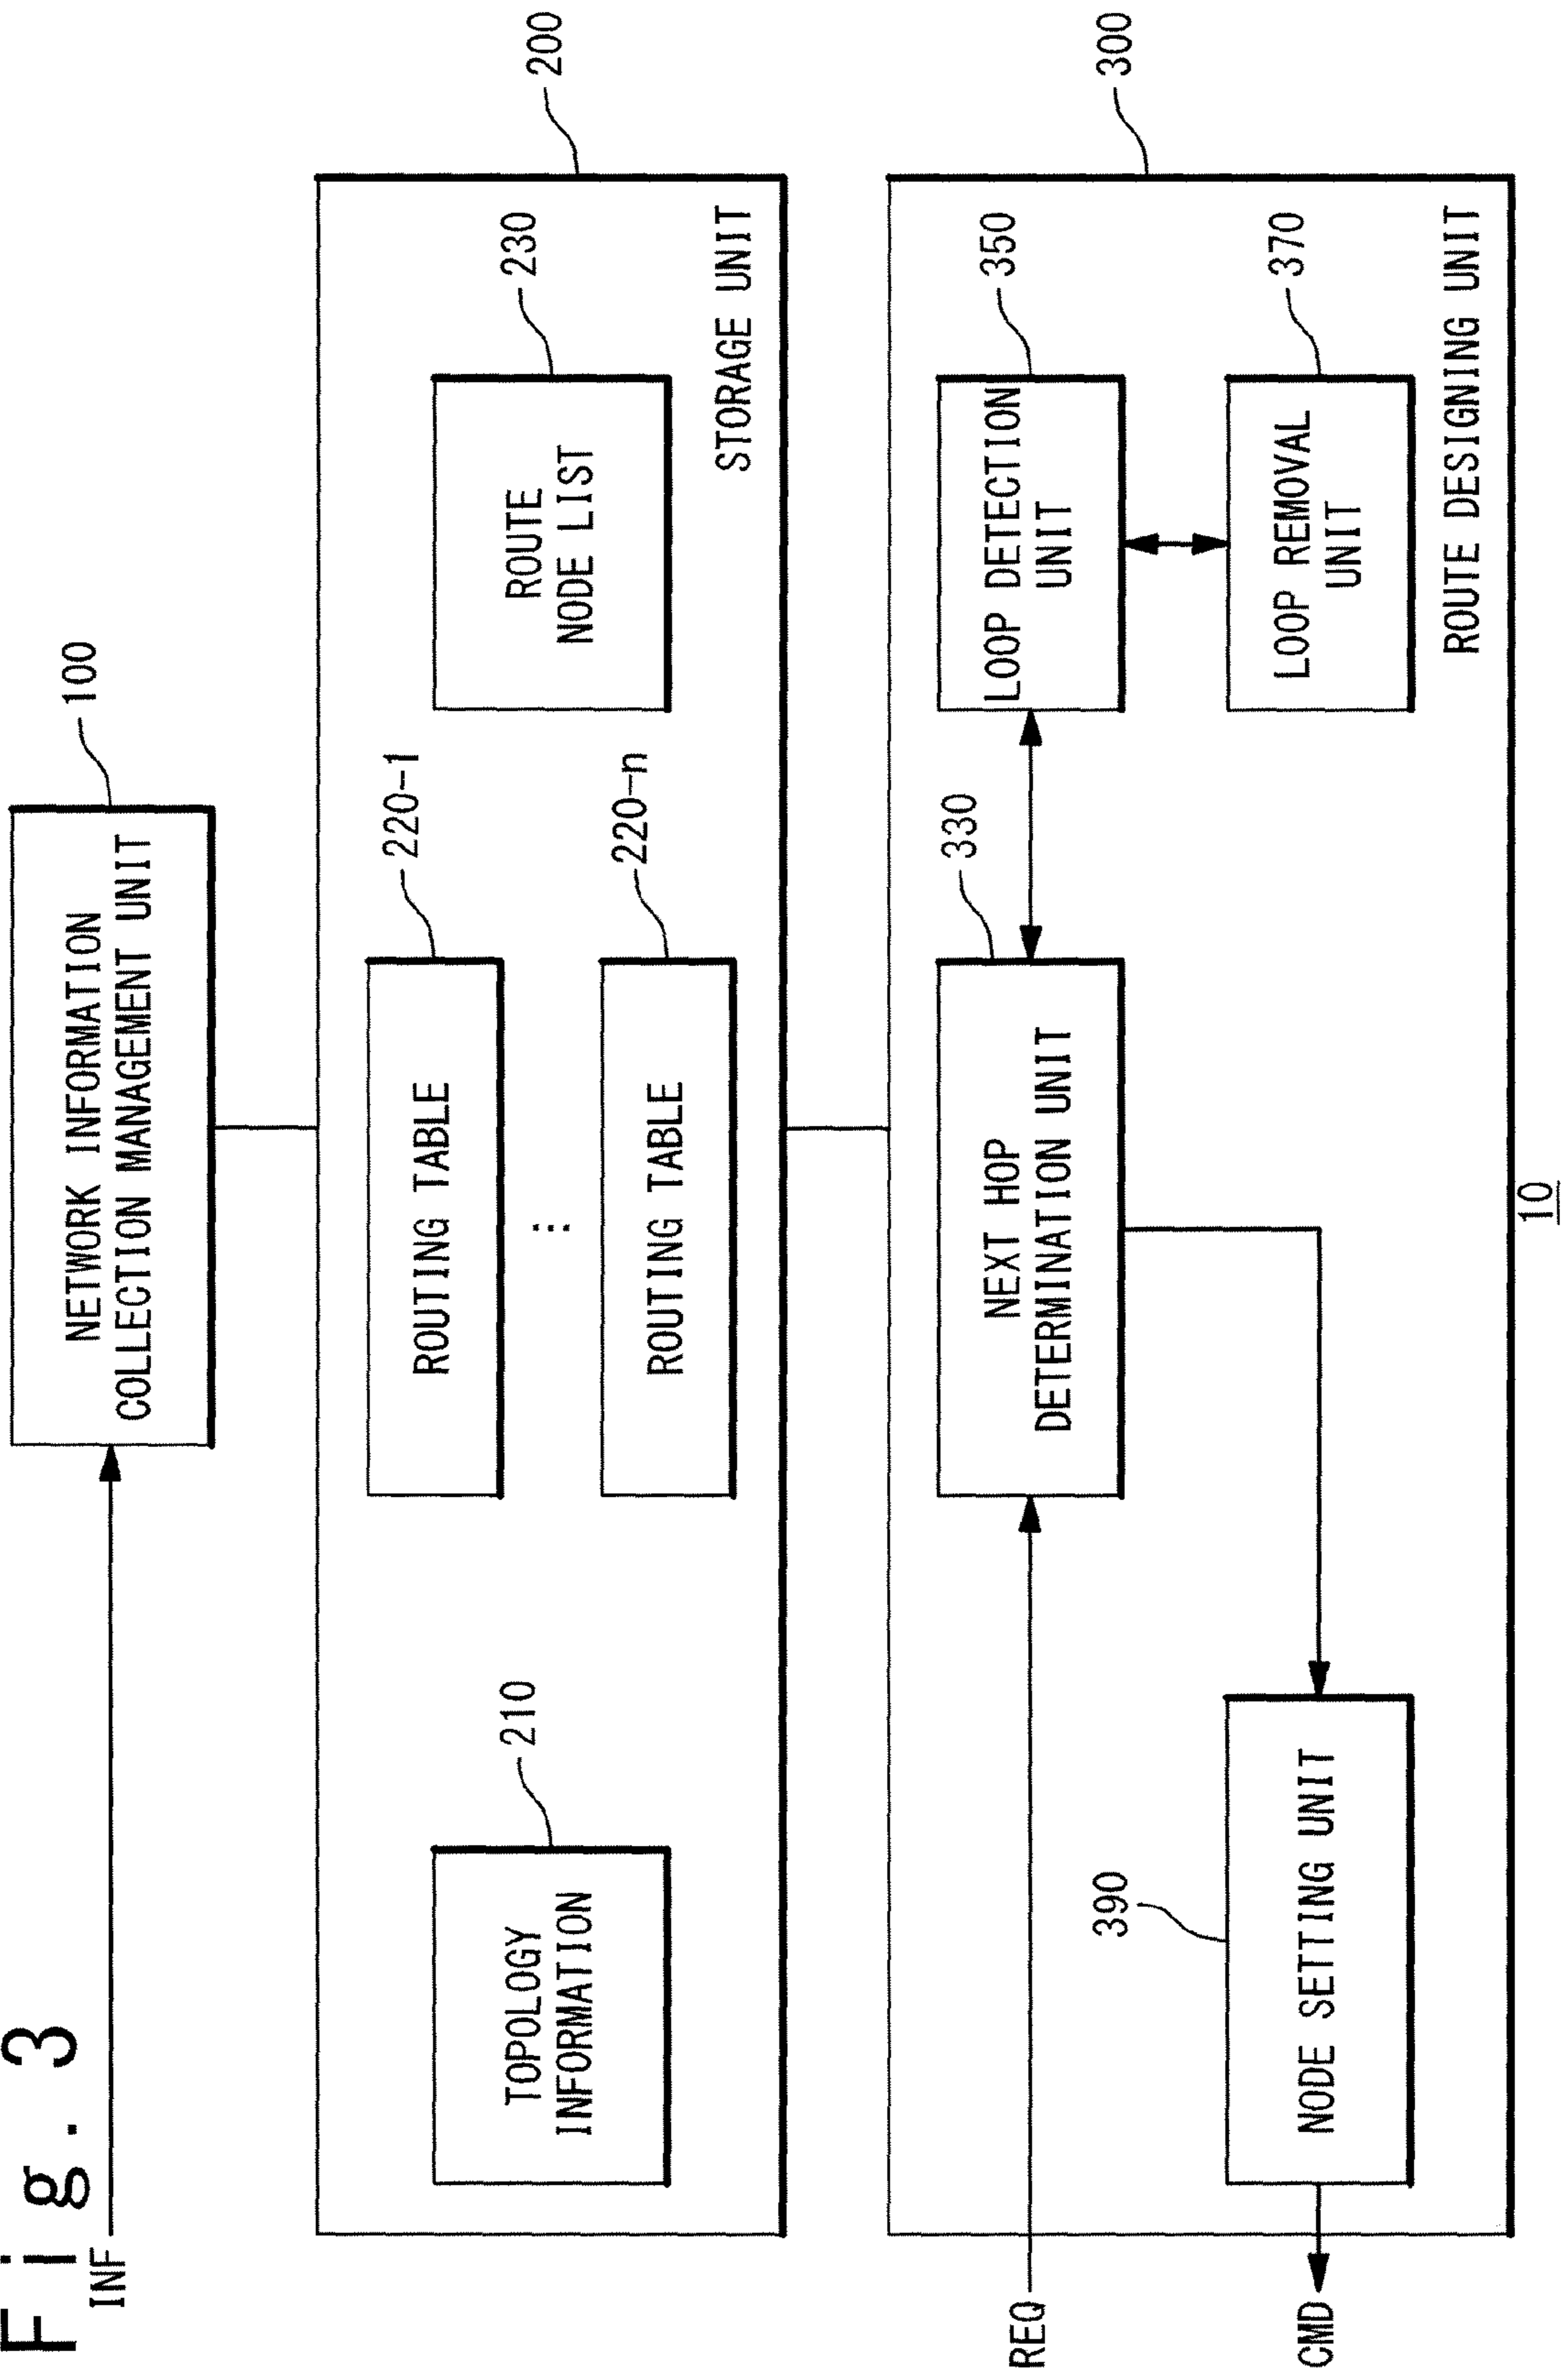 Fig. 3
INF
NETWORK INFORMATION
COLLECTION MANAGEMENT UNIT
100
200
TOPOLOGY
INFORMATION
210
ROUTING TABLE
220-1
...
ROUTING TABLE
220-n
ROUTE
NODE LIST
230
STORAGE UNIT
300
REQ
NEXT HOP
DETERMINATION UNIT
330
LOOP DETECTION
UNIT
350
LOOP REMOVAL
UNIT
370
390
NODE SETTING UNIT
CMD
ROUTE DESIGNING UNIT
10